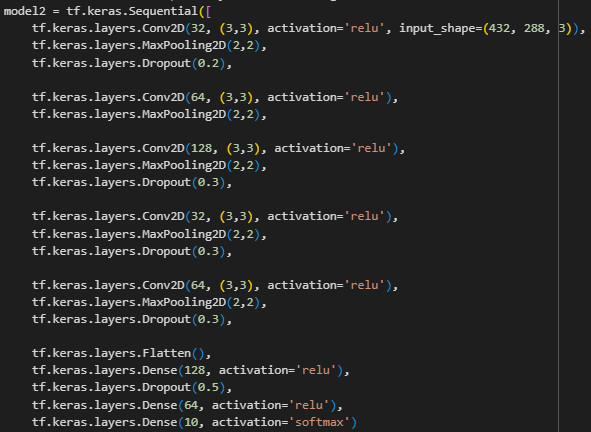 model2 = tf.keras.Sequential([
    tf.keras.layers.Conv2D(32, (3,3), activation='relu', input_shape=(432, 288, 3)),
    tf.keras.layers.MaxPooling2D(2,2),
    tf.keras.layers.Dropout(0.2),

    tf.keras.layers.Conv2D(64, (3,3), activation='relu'),
    tf.keras.layers.MaxPooling2D(2,2),

    tf.keras.layers.Conv2D(128, (3,3), activation='relu'),
    tf.keras.layers.MaxPooling2D(2,2),
    tf.keras.layers.Dropout(0.3),

    tf.keras.layers.Conv2D(32, (3,3), activation='relu'),
    tf.keras.layers.MaxPooling2D(2,2),
    tf.keras.layers.Dropout(0.3),

    tf.keras.layers.Conv2D(64, (3,3), activation='relu'),
    tf.keras.layers.MaxPooling2D(2,2),
    tf.keras.layers.Dropout(0.3),

    tf.keras.layers.Flatten(),
    tf.keras.layers.Dense(128, activation='relu'),
    tf.keras.layers.Dropout(0.5),
    tf.keras.layers.Dense(64, activation='relu'),
    tf.keras.layers.Dense(10, activation='softmax')